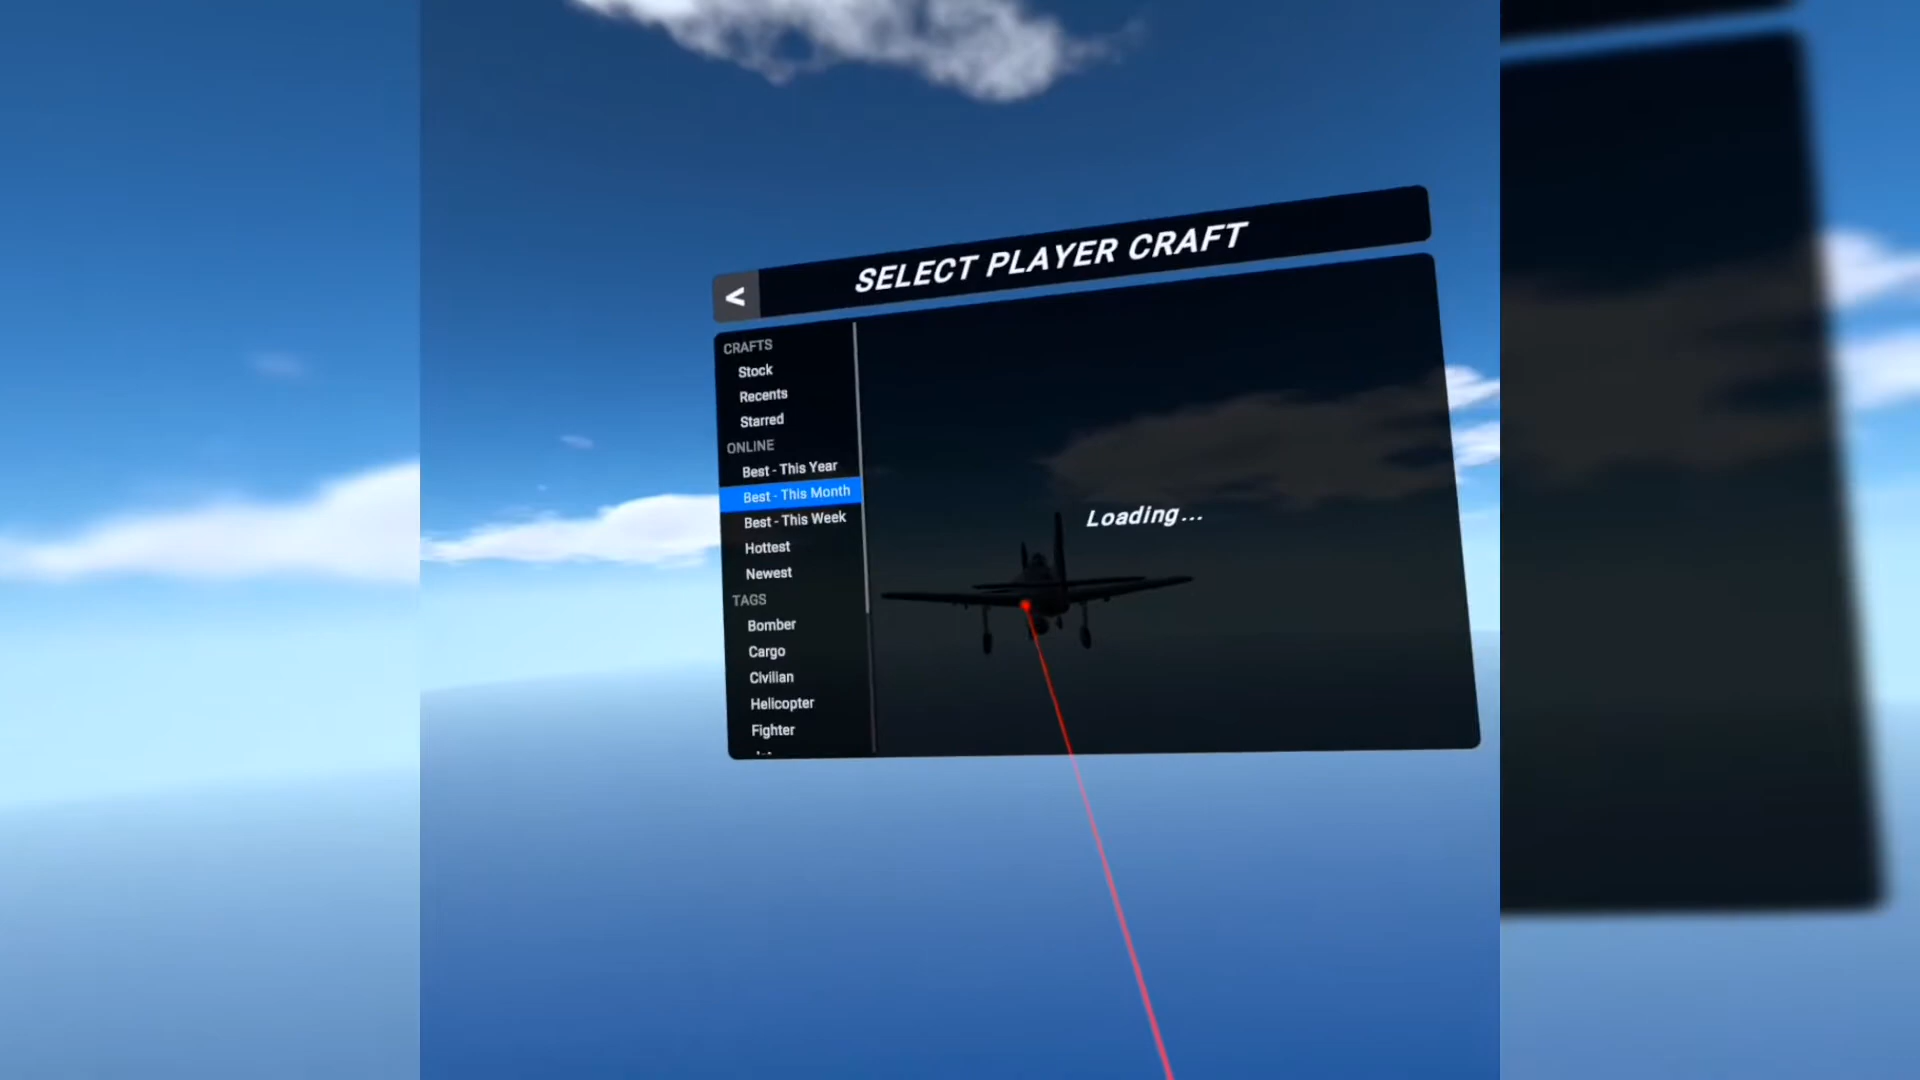 <
SELECT PLAYER CRAFT
CRAFTS
Stock
Recents
Starred
ONLINE
Best - This Year
Best - This Month
Best - This Week
Hottest
Newest
TAGS
Bomber
Cargo
Civilian
Helicopter
Fighter
Loading...